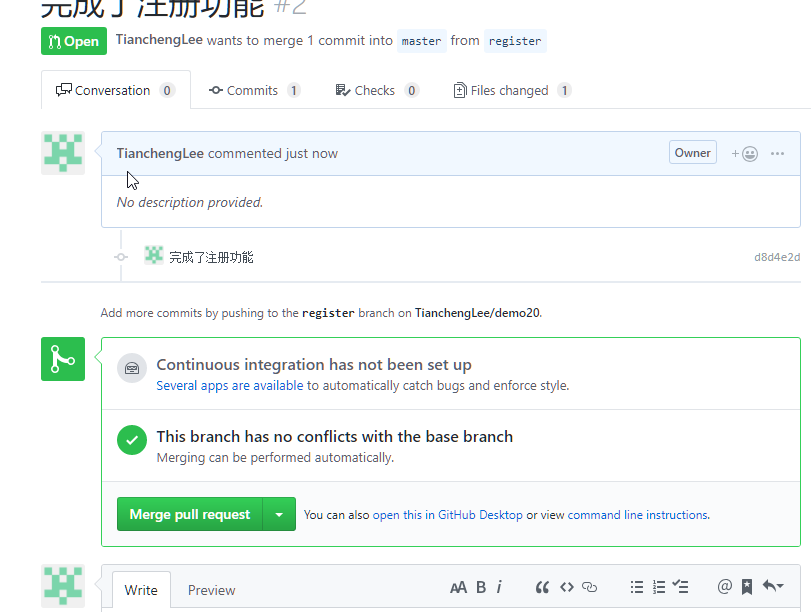 完成了注册功能 #2
Open TianchengLee wants to merge 1 commit into master from register
Conversation 0 Commits 1 Checks 0 Files changed 1
TianchengLee commented just now Owner
No description provided.
完成了注册功能 d8d4e2d
Add more commits by pushing to the register branch on TianchengLee/demo20.
Continuous integration has not been set up
Several apps are available to automatically catch bugs and enforce style.
This branch has no conflicts with the base branch
Merging can be performed automatically.
Merge pull request You can also open this in GitHub Desktop or view command line instructions.
Write Preview AA B i